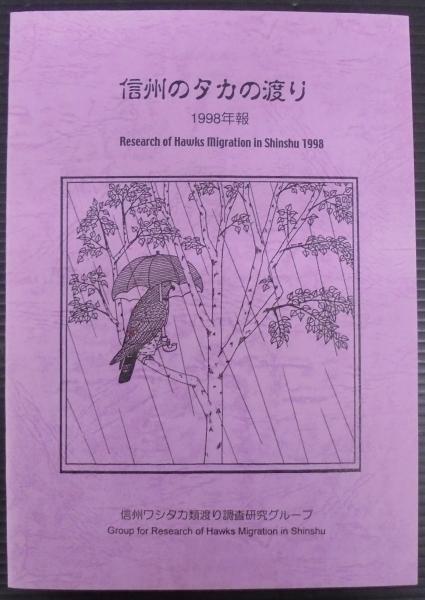 信州のタカの渡り
1998年報
Research of Hawks Migration in Shinshu 1998
信州ワシタカ類渡り調査研究グループ
Group for Research of Hawks Migration in Shinshu